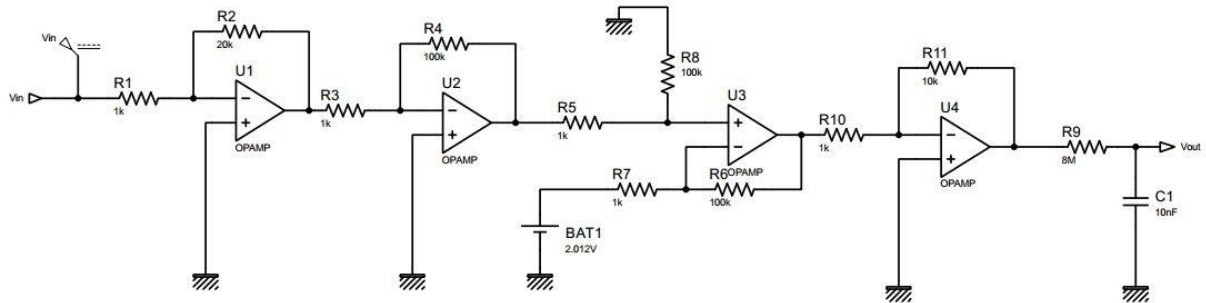 Vin
Vin
R1
1k
R2
20k
U1
OPAMP
R3
1k
R4
100k
U2
OPAMP
R5
1k
R8
100k
U3
OPAMP
R7
1k
R6
100k
BAT1
2.012V
R10
1k
R11
10k
U4
OPAMP
R9
8M
Vout
C1
10nF